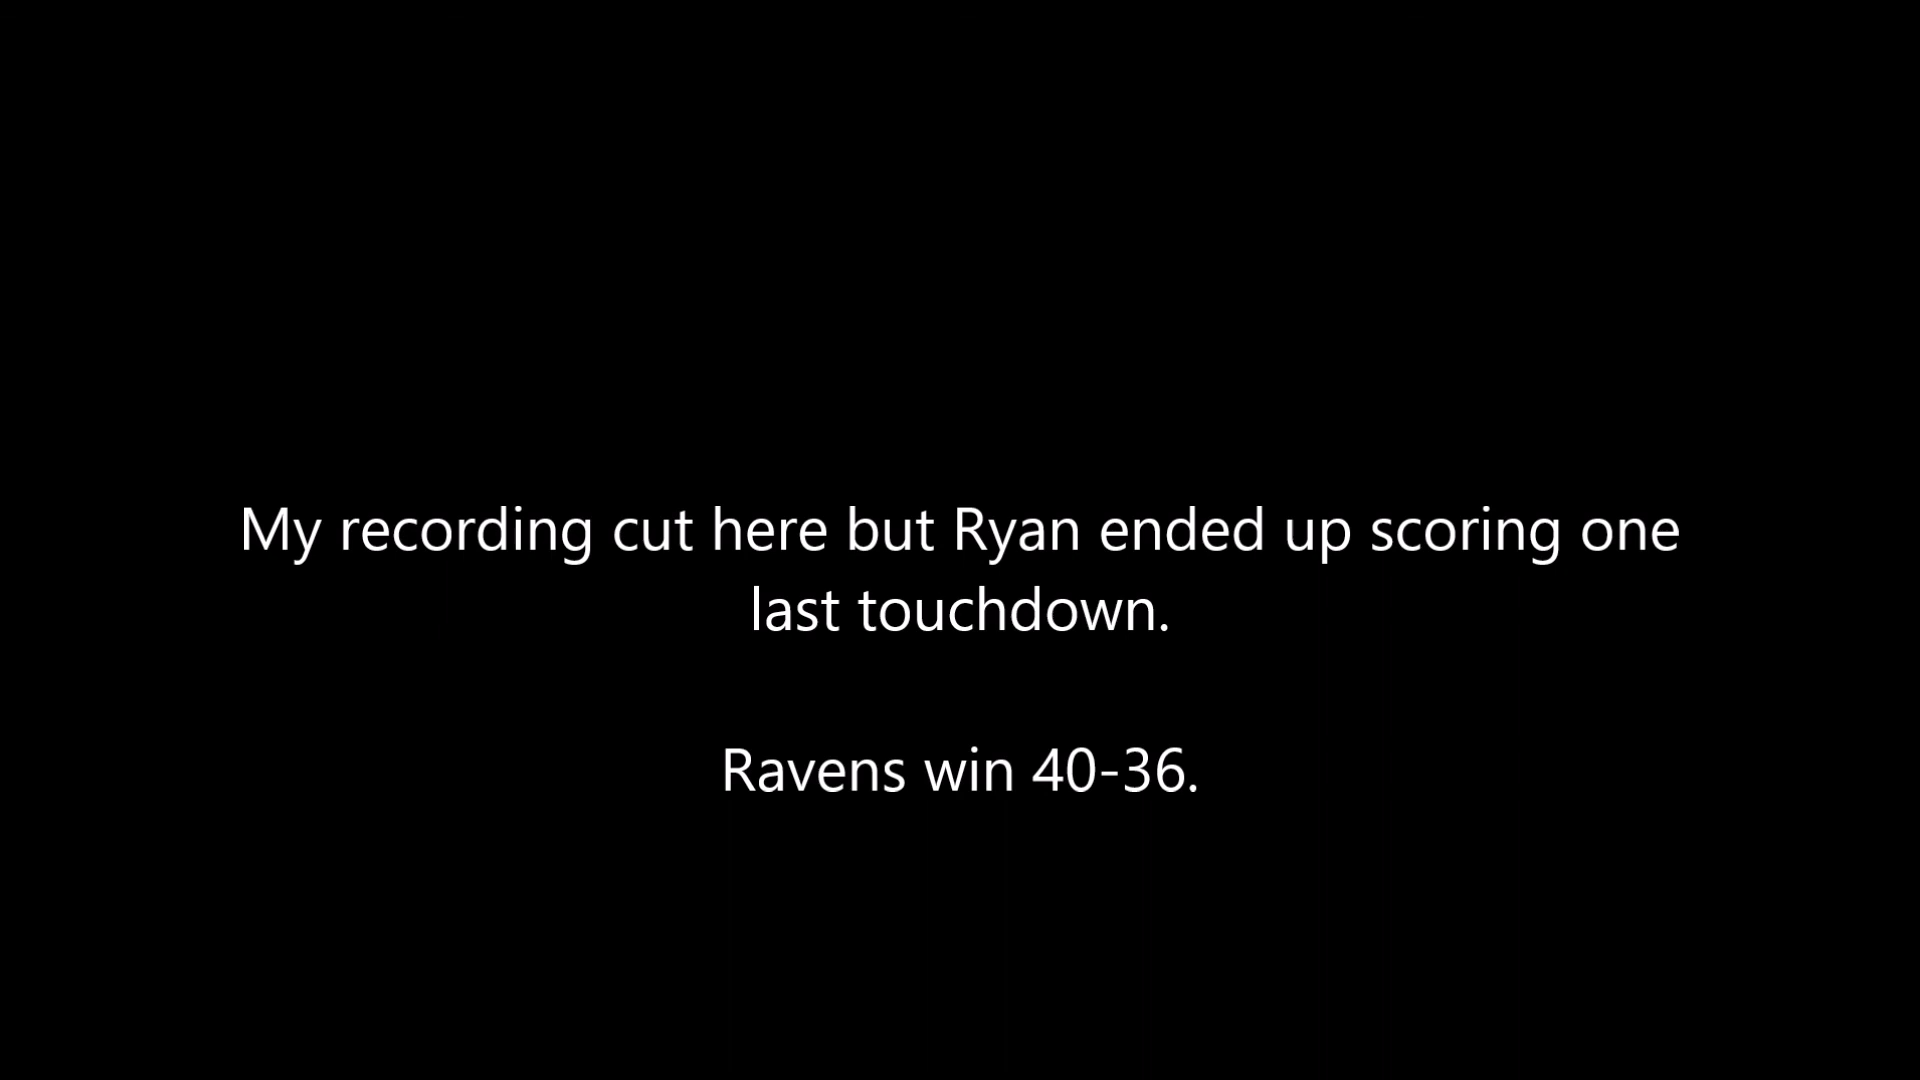 My recording cut here but Ryan ended up scoring one
last touchdown.
Ravens win 40-36.